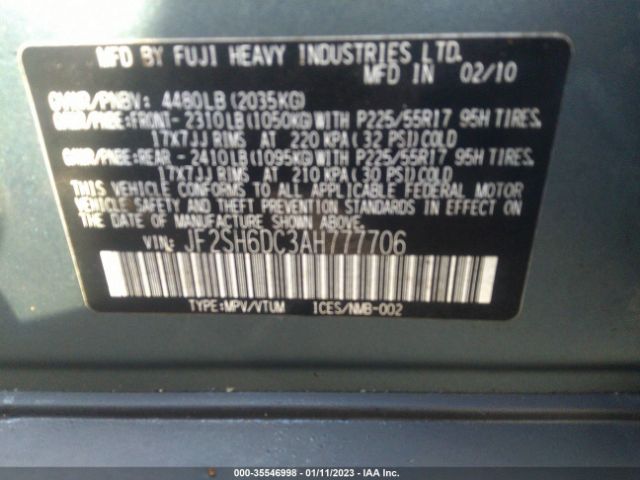 MFD BY FUJI HEAVY INDUSTRIES LTD.
MFD IN 02/10
GVWR/PNBV: 4480LB(2035KG)
GAWR/PNBE:FRONT- 2310LB(1050KG)WITH P225/55R17 95H TIRES,
17X7JJ RIMS AT 220 KPA(32 PSI)COLD
GAWR/PNBE:REAR - 2410LB(1095KG)WITH P225/55R17 95H TIRES,
17X7JJ RIMS AT 210 KPA(30 PSI)COLD
THIS VEHICLE CONFORMS TO ALL APPLICABLE FEDERAL MOTOR
VEHICLE SAFETY AND THEFT PREVENTION STANDARDS IN EFFECT
ON THE DATE OF MANUFACTURE SHOWN ABOVE.
VIN: JF2SH6DC3AH777706
TYPE:MPV/VTUM ICES/NMB-002
000-35546998 - 01/11/2023 - IAA Inc.